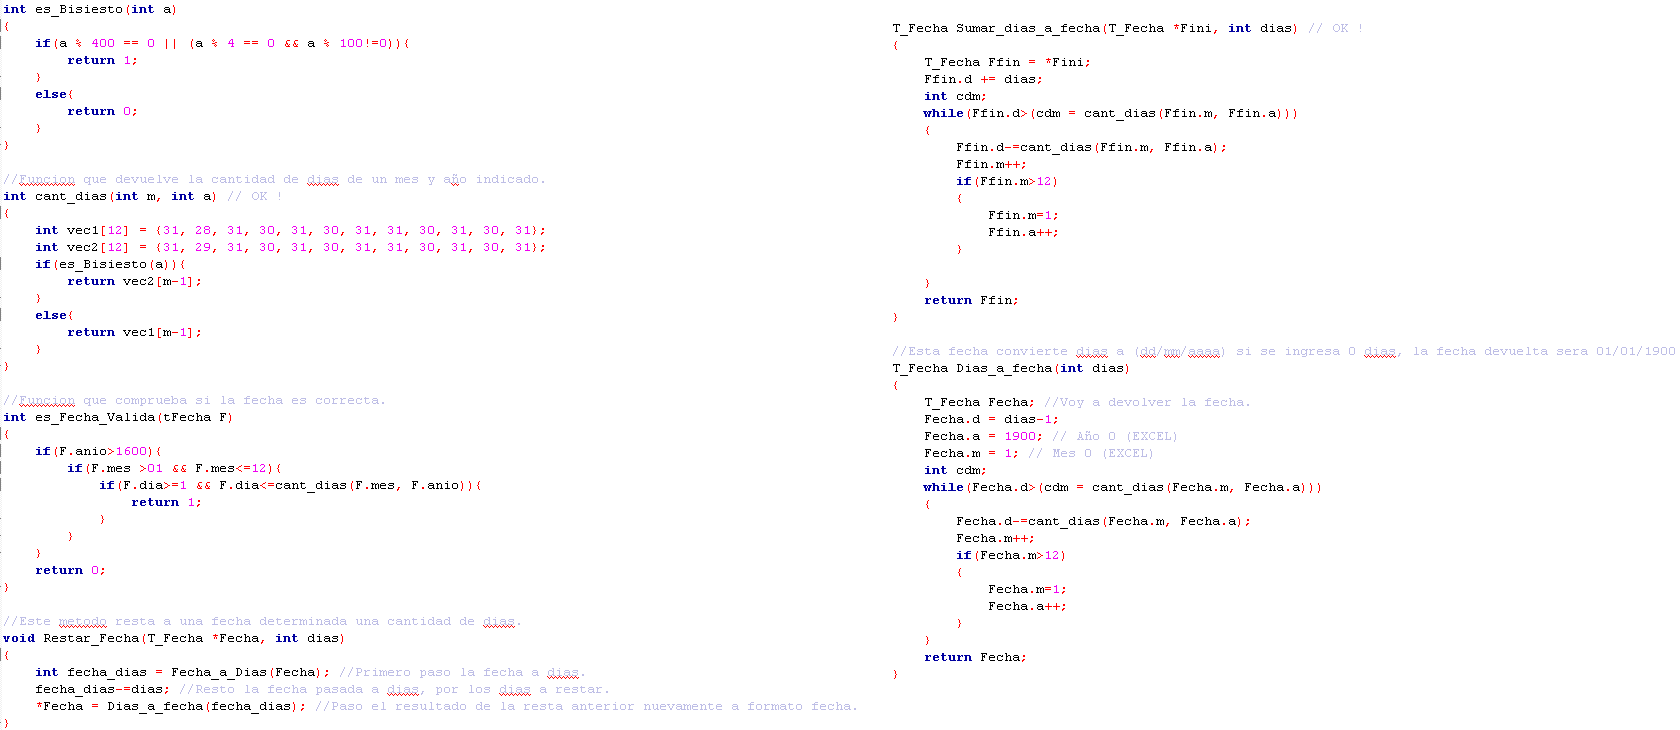 int es_Bisiesto(int a)
{
    if(a % 400 == 0 || (a % 4 == 0 && a % 100!=0)){
        return 1;
    }
    else{
        return 0;
    }
}

//Funcion que devuelve la cantidad de dias de un mes y año indicado.
int cant_dias(int m, int a) // OK !
{
    int vec1[12] = {31, 28, 31, 30, 31, 30, 31, 31, 30, 31, 30, 31};
    int vec2[12] = {31, 29, 31, 30, 31, 30, 31, 31, 30, 31, 30, 31};
    if(es_Bisiesto(a)){
        return vec2[m-1];
    }
    else{
        return vec1[m-1];
    }
}

//Funcion que comprueba si la fecha es correcta.
int es_Fecha_Valida(tFecha F)
{
    if(F.anio>1600){
        if(F.mes >01 && F.mes<=12){
            if(F.dia>=1 && F.dia<=cant_dias(F.mes, F.anio)){
                return 1;
            }
        }
    }
    return 0;
}

//Este metodo resta a una fecha determinada una cantidad de dias.
void Restar_Fecha(T_Fecha *Fecha, int dias)
{
    int fecha_dias = Fecha_a_Dias(Fecha); //Primero paso la fecha a dias.
    fecha_dias-=dias; //Resto la fecha pasada a dias, por los dias a restar.
    *Fecha = Dias_a_fecha(fecha_dias); //Paso el resultado de la resta anterior nuevamente a formato fecha.
}

T_Fecha Sumar_dias_a_fecha(T_Fecha *Fini, int dias) // OK !
{
    T_Fecha Ffin = *Fini;
    Ffin.d += dias;
    int cdm;
    while(Ffin.d>(cdm = cant_dias(Ffin.m, Ffin.a)))
    {
        Ffin.d-=cant_dias(Ffin.m, Ffin.a);
        Ffin.m++;
        if(Ffin.m>12)
        {
            Ffin.m=1;
            Ffin.a++;
        }

    }
    return Ffin;
}

//Esta fecha convierte dias a (dd/mm/aaaa) si se ingresa 0 dias, la fecha devuelta sera 01/01/1900
T_Fecha Dias_a_fecha(int dias)
{
    T_Fecha Fecha; //Voy a devolver la fecha.
    Fecha.d = dias-1;
    Fecha.a = 1900; // Año 0 (EXCEL)
    Fecha.m = 1; // Mes 0 (EXCEL)
    int cdm;
    while(Fecha.d>(cdm = cant_dias(Fecha.m, Fecha.a)))
    {
        Fecha.d-=cant_dias(Fecha.m, Fecha.a);
        Fecha.m++;
        if(Fecha.m>12)
        {
            Fecha.m=1;
            Fecha.a++;
        }
    }
    return Fecha;
}